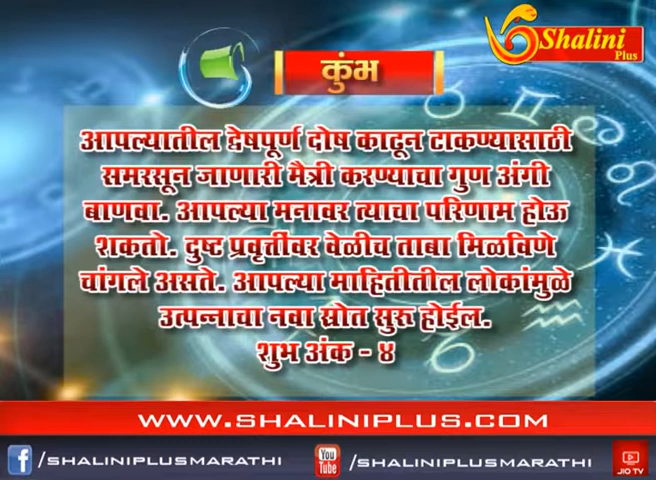 Shalini
Plus
कुंभ
आपल्यातील द्वेषपूर्ण दोष काढून टाकण्यासाठी
समरसून जाणारी मैत्री करण्याचा गुण अंगी
बाणवा. आपल्या मनावर त्याचा परिणाम होऊ
शकतो. दुष्ट प्रवृत्तींवर वेळीच ताबा मिळविणे
चांगले असते. आपल्या माहितीतील लोकांमुळे
उत्पन्नाचा नवा स्रोत सुरू होईल.
शुभ अंक - ४
WWW.SHALINIPLUS.COM
f /SHALINIPLUSMARATHI
You Tube /SHALINIPLUSMARATHI
JIO TV